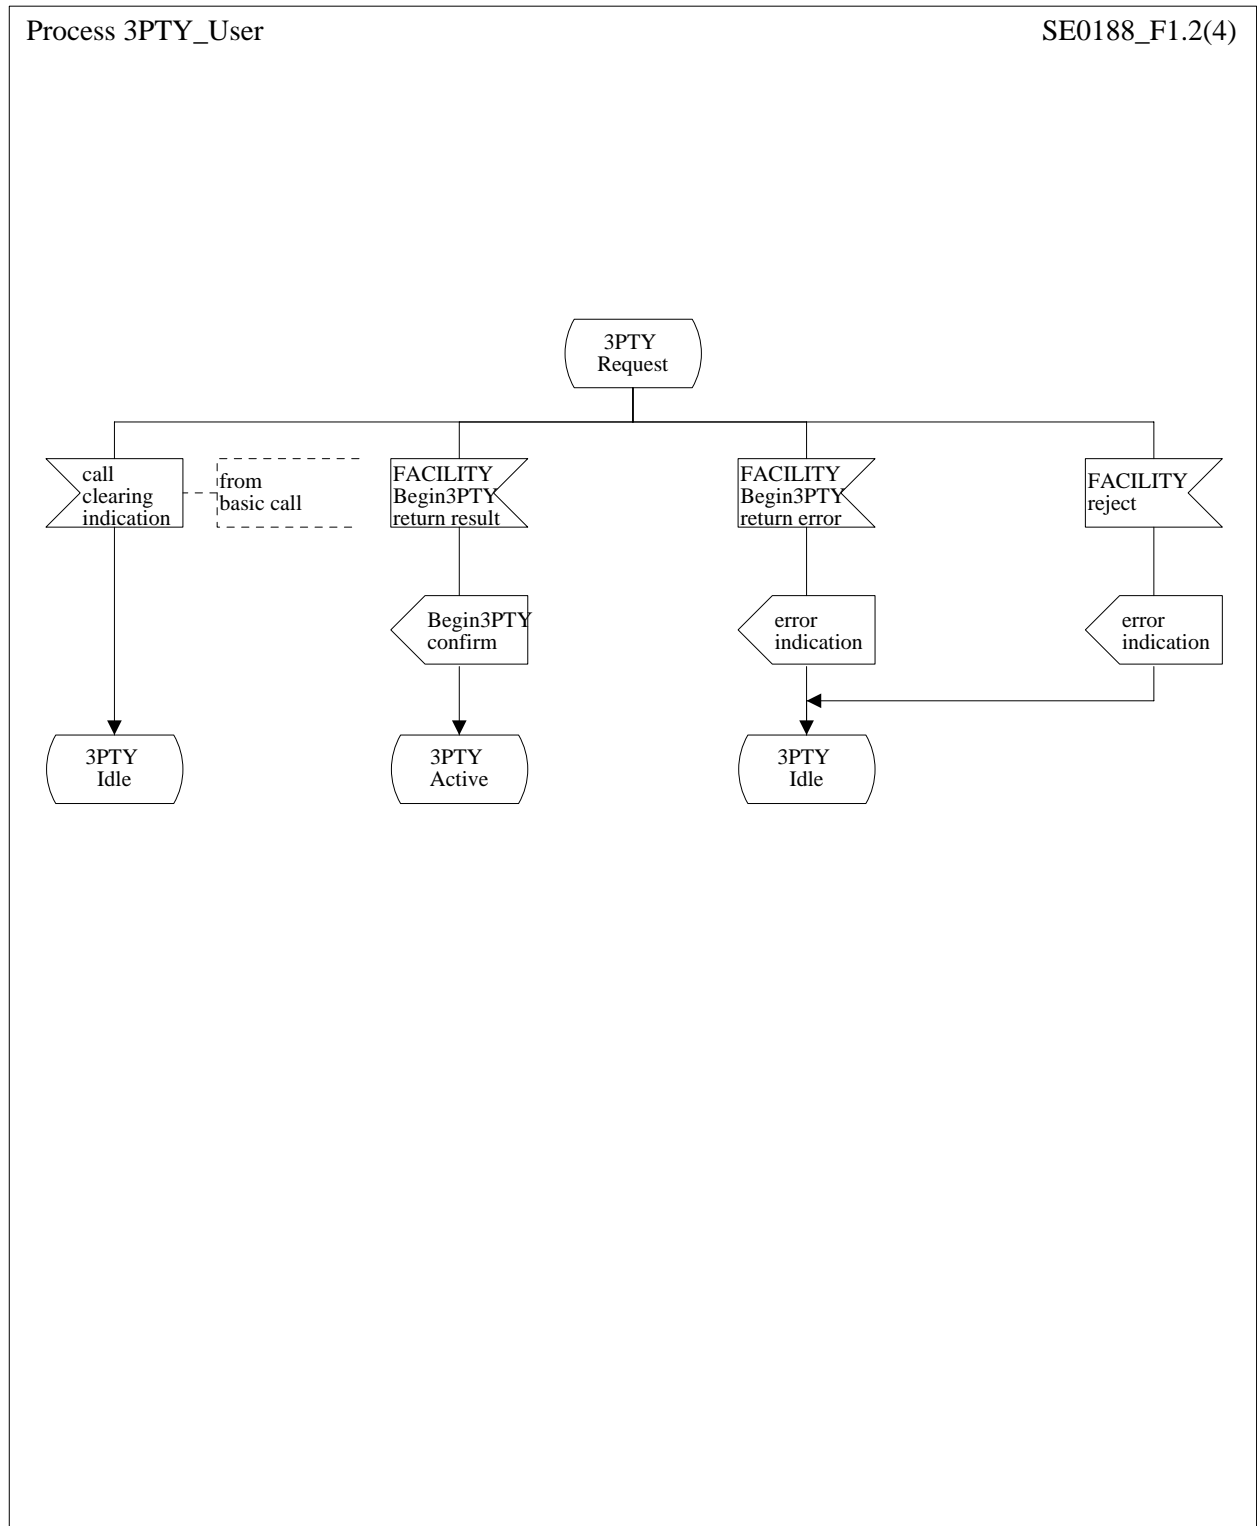 Process 3PTY_User
SE0188_F1.2(4)
3PTY
Request
call
clearing
indication
from
basic call
FACILITY
Begin3PTY
return result
FACILITY
Begin3PTY
return error
FACILITY
reject
Begin3PTY
confirm
error
indication
error
indication
3PTY
Idle
3PTY
Active
3PTY
Idle